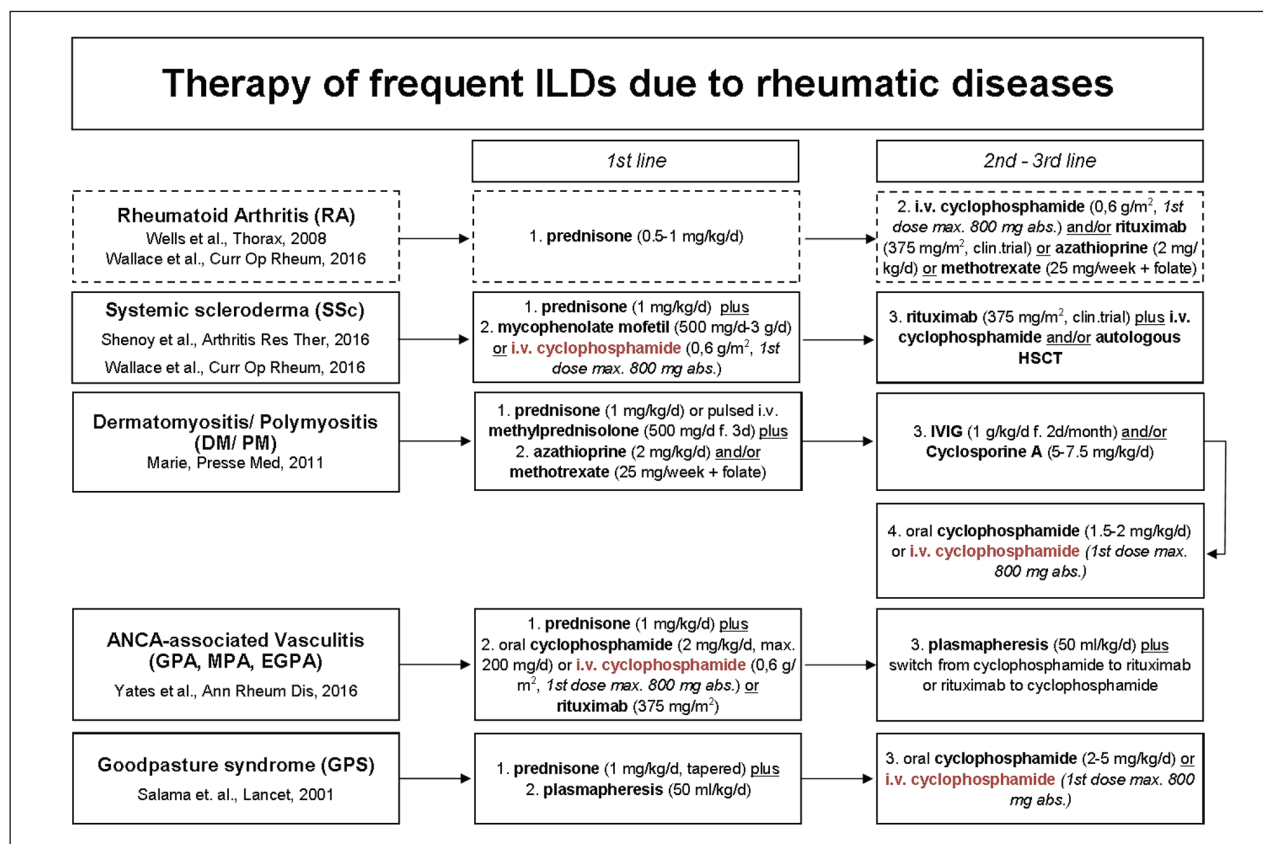 Therapy of frequent ILDs due to rheumatic diseases
1st line
2nd - 3rd line
Rheumatoid Arthritis (RA)
Wells et al., Thorax, 2008
Wallace et al., Curr Op Rheum, 2016
1. prednisone (0.5-1 mg/kg/d)
2. i.v. cyclophosphamide (0,6 g/m², 1st
dose max. 800 mg abs.) and/or rituximab
(375 mg/m², clin.trial) or azathioprine (2 mg/
kg/d) or methotrexate (25 mg/week + folate)
Systemic scleroderma (SSc)
Shenoy et al., Arthritis Res Ther, 2016
Wallace et al., Curr Op Rheum, 2016
1. prednisone (1 mg/kg/d) plus
2. mycophenolate mofetil (500 mg/d-3 g/d)
or i.v. cyclophosphamide (0,6 g/m², 1st
dose max. 800 mg abs.)
3. rituximab (375 mg/m², clin.trial) plus i.v.
cyclophosphamide and/or autologous
HSCT
Dermatomyositis/ Polymyositis
(DM/ PM)
Marie, Presse Med, 2011
1. prednisone (1 mg/kg/d) or pulsed i.v.
methylprednisolone (500 mg/d f. 3d) plus
2. azathioprine (2 mg/kg/d) and/or
methotrexate (25 mg/week + folate)
3. IVIG (1 g/kg/d f. 2d/month) and/or
Cyclosporine A (5-7.5 mg/kg/d)
4. oral cyclophosphamide (1.5-2 mg/kg/d)
or i.v. cyclophosphamide (1st dose max.
800 mg abs.)
ANCA-associated Vasculitis
(GPA, MPA, EGPA)
Yates et al., Ann Rheum Dis, 2016
1. prednisone (1 mg/kg/d) plus
2. oral cyclophosphamide (2 mg/kg/d, max.
200 mg/d) or i.v. cyclophosphamide (0,6 g/
m², 1st dose max. 800 mg abs.) or
rituximab (375 mg/m²)
3. plasmapheresis (50 ml/kg/d) plus
switch from cyclophosphamide to rituximab
or rituximab to cyclophosphamide
Goodpasture syndrome (GPS)
Salama et. al., Lancet, 2001
1. prednisone (1 mg/kg/d, tapered) plus
2. plasmapheresis (50 ml/kg/d)
3. oral cyclophosphamide (2-5 mg/kg/d) or
i.v. cyclophosphamide (1st dose max. 800
mg abs.)